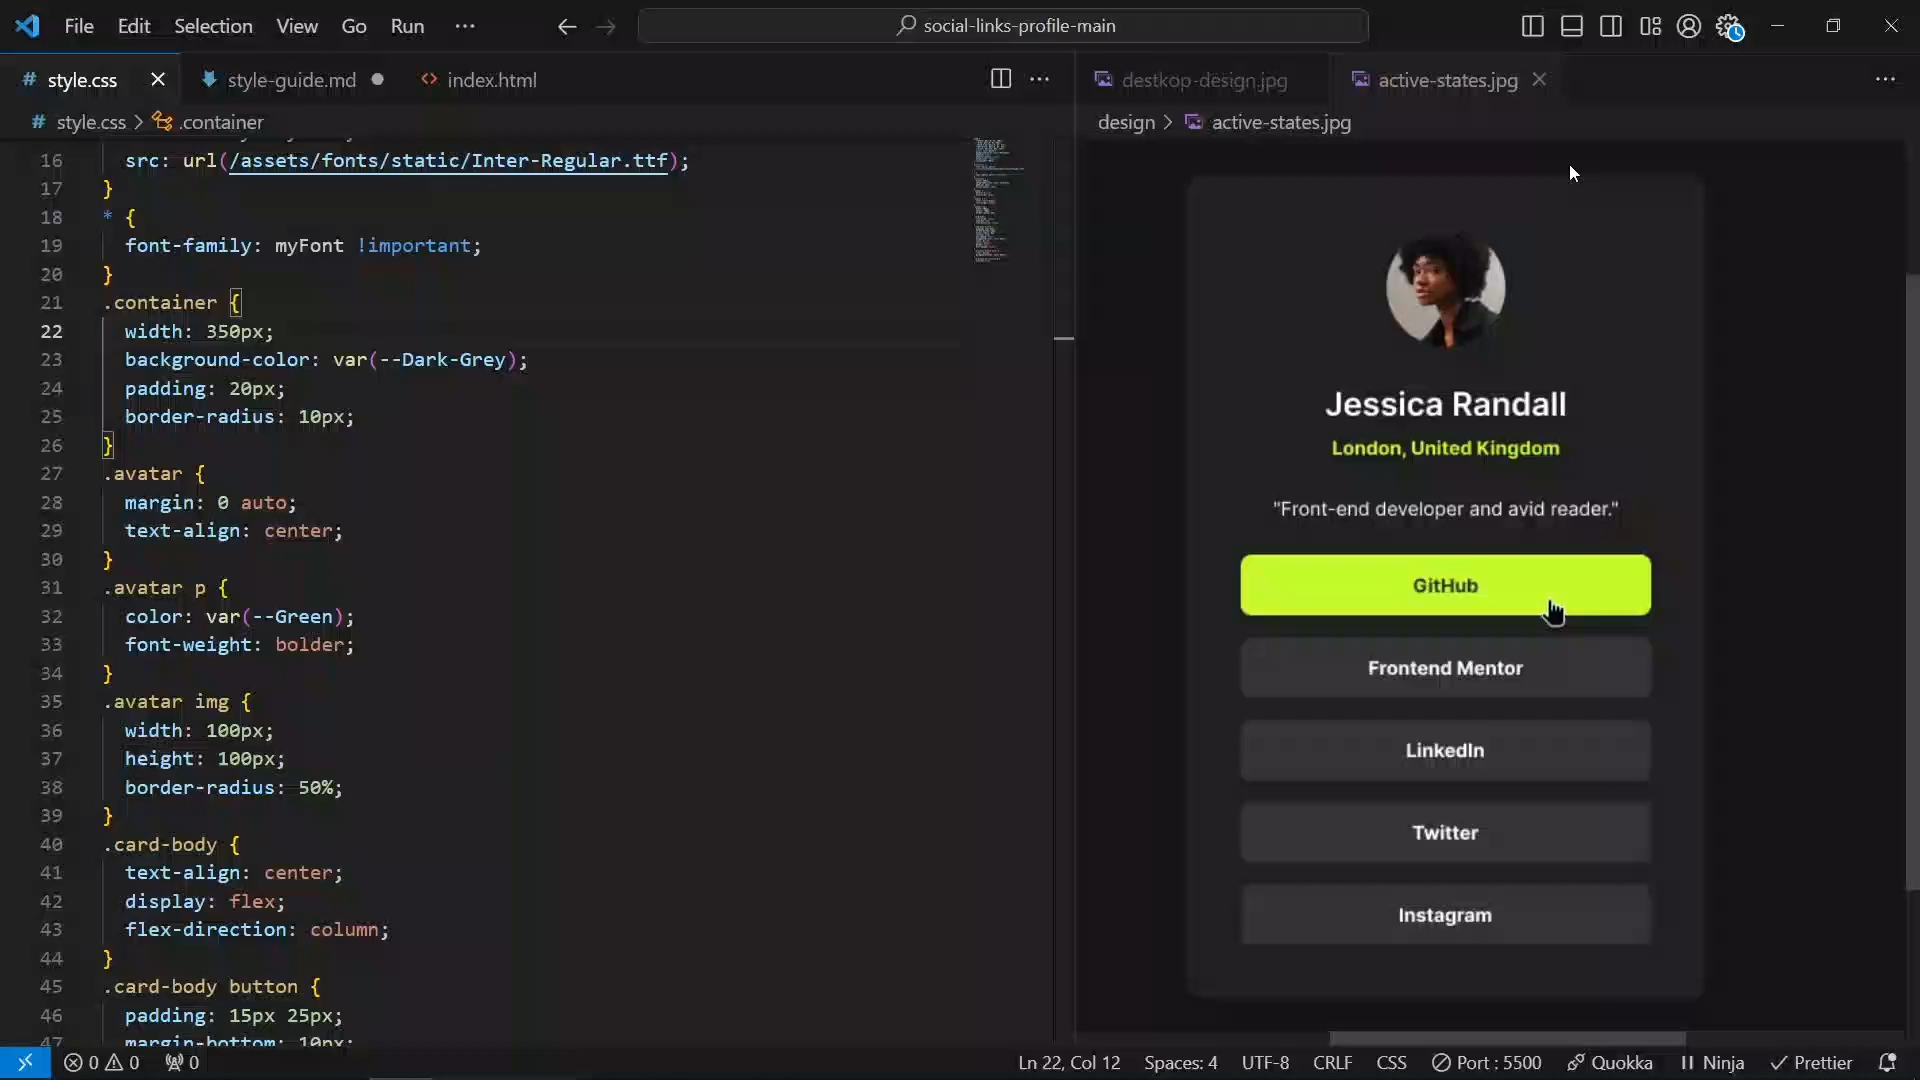 File Edit Selection View Go Run ··· social-links-profile-main
style.css style-guide.md index.html
style.css > .container
16 src: url(/assets/fonts/static/Inter-Regular.ttf);
17 }
18 * {
19 font-family: myFont !important;
20 }
21 .container {
22 width: 350px;
23 background-color: var(--Dark-Grey);
24 padding: 20px;
25 border-radius: 10px;
26 }
27 .avatar {
28 margin: 0 auto;
29 text-align: center;
30 }
31 .avatar p {
32 color: var(--Green);
33 font-weight: bolder;
34 }
35 .avatar img {
36 width: 100px;
37 height: 100px;
38 border-radius: 50%;
39 }
40 .card-body {
41 text-align: center;
42 display: flex;
43 flex-direction: column;
44 }
45 .card-body button {
46 padding: 15px 25px;
47 margin-bottom: 10px;
destkop-design.jpg active-states.jpg
design > active-states.jpg
Jessica Randall
London, United Kingdom
"Front-end developer and avid reader."
GitHub
Frontend Mentor
LinkedIn
Twitter
Instagram
0 0 0 Ln 22, Col 12 Spaces: 4 UTF-8 CRLF CSS Port : 5500 Quokka Ninja Prettier